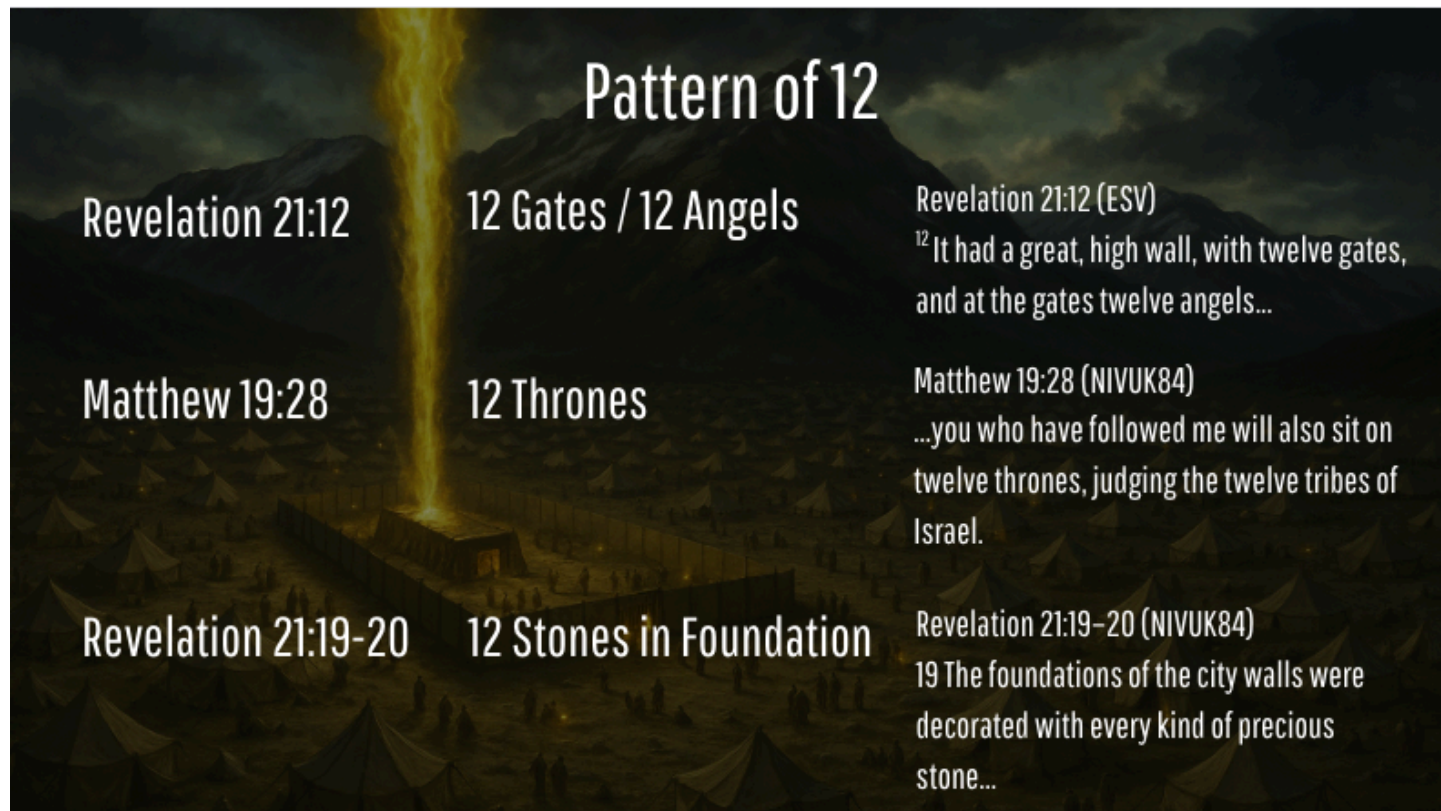 Pattern of 12
Revelation 21:12
12 Gates / 12 Angels
Revelation 21:12 (ESV)
12 It had a great, high wall, with twelve gates,
and at the gates twelve angels...
Matthew 19:28
12 Thrones
Matthew 19:28 (NIVUK84)
...you who have followed me will also sit on
twelve thrones, judging the twelve tribes of
Israel.
Revelation 21:19-20
12 Stones in Foundation
Revelation 21:19–20 (NIVUK84)
19 The foundations of the city walls were
decorated with every kind of precious
stone...